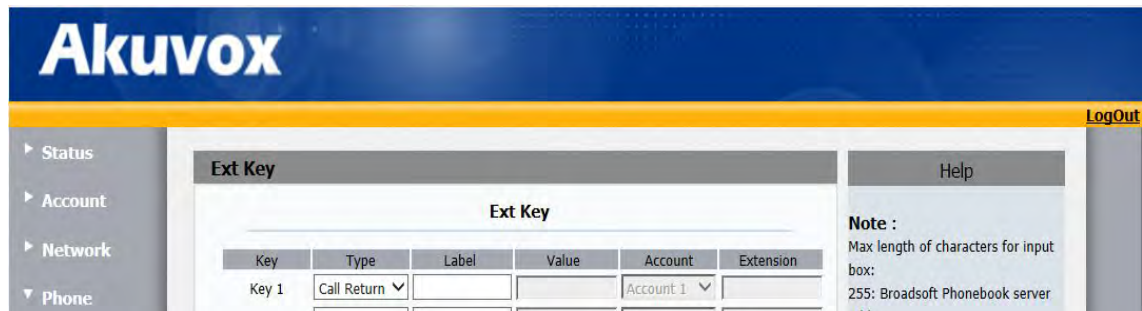 Akuvox
LogOut
Status
Account
Network
Phone
Ext Key
Ext Key
Key Type Label Value Account Extension
Key 1 Call Return Account 1
Help
Note :
Max length of characters for input
box:
255: Broadsoft Phonebook server